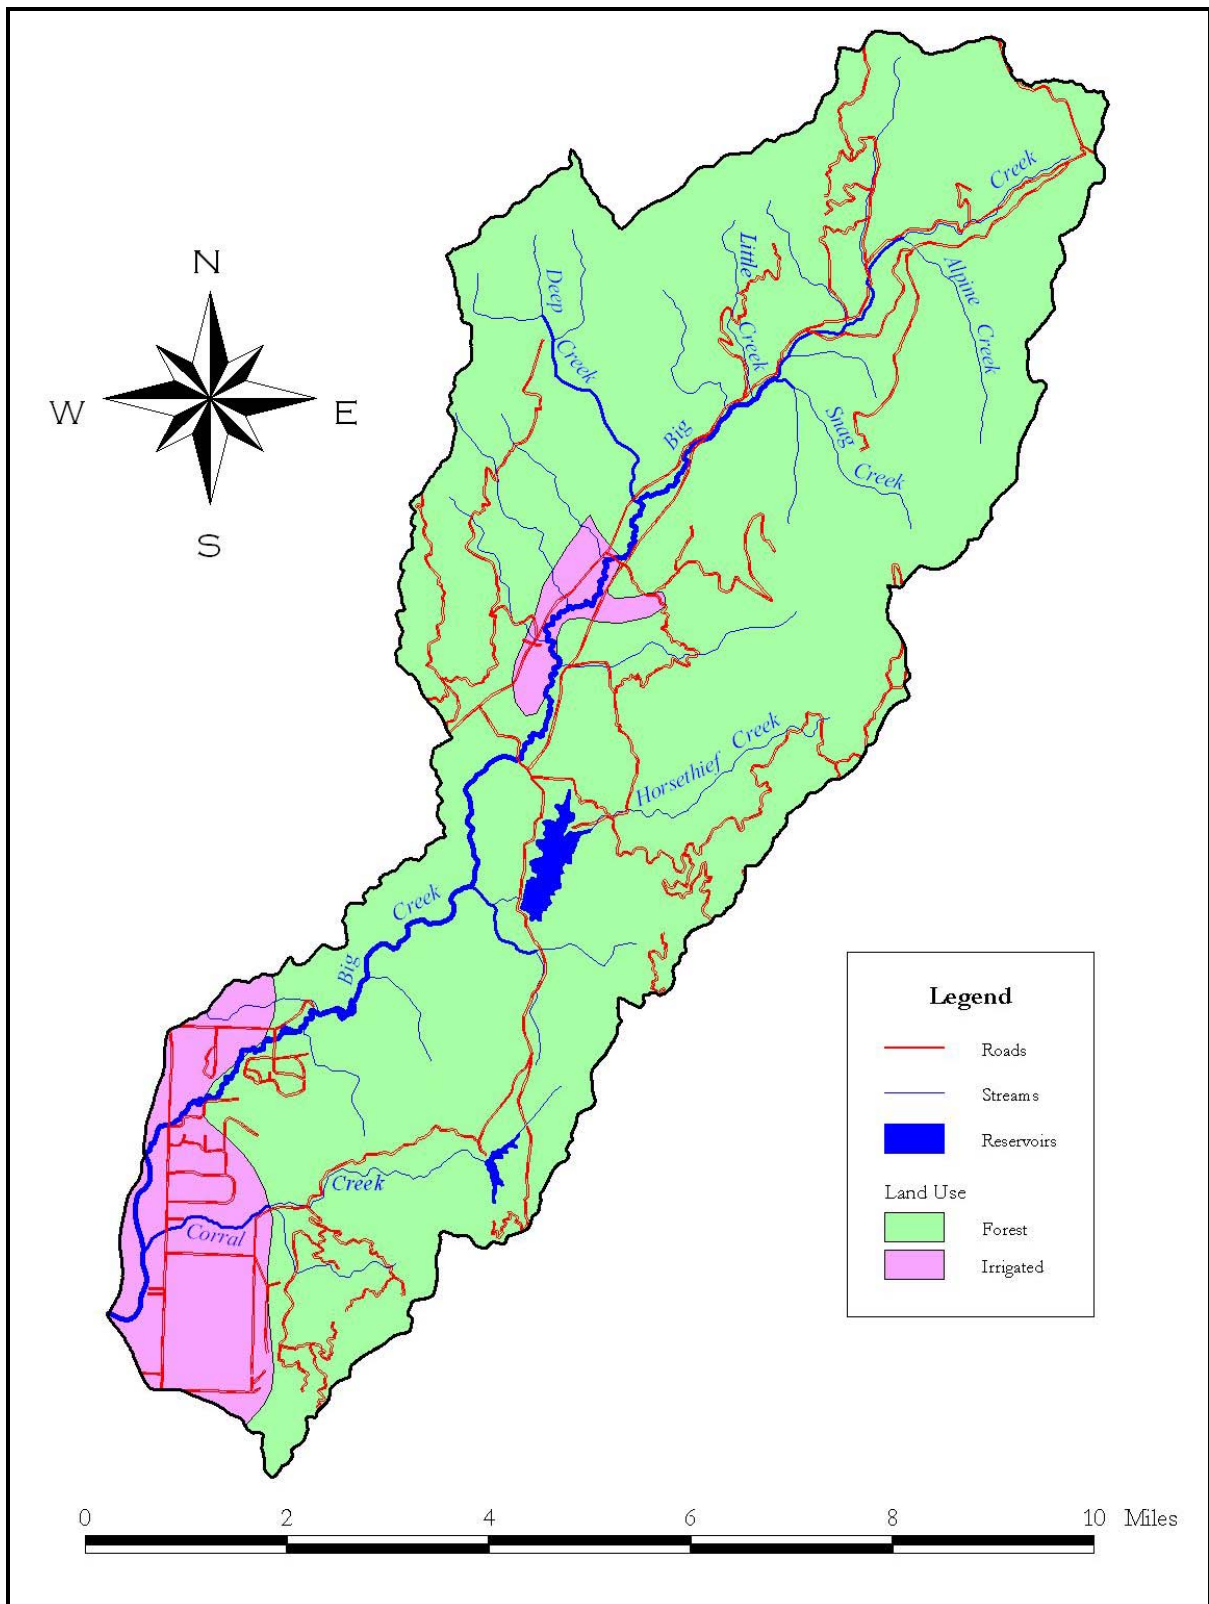 Creek
Alpine
Creek
Little
Creek
Deep
Creek
Snag
Creek
Big
N
W
E
S
Horsethief Creek
Creek
Big
Creek
Corral
Legend
Roads
Streams
Reservoirs
Land Use
Forest
Irrigated
0 2 4 6 8 10 Miles